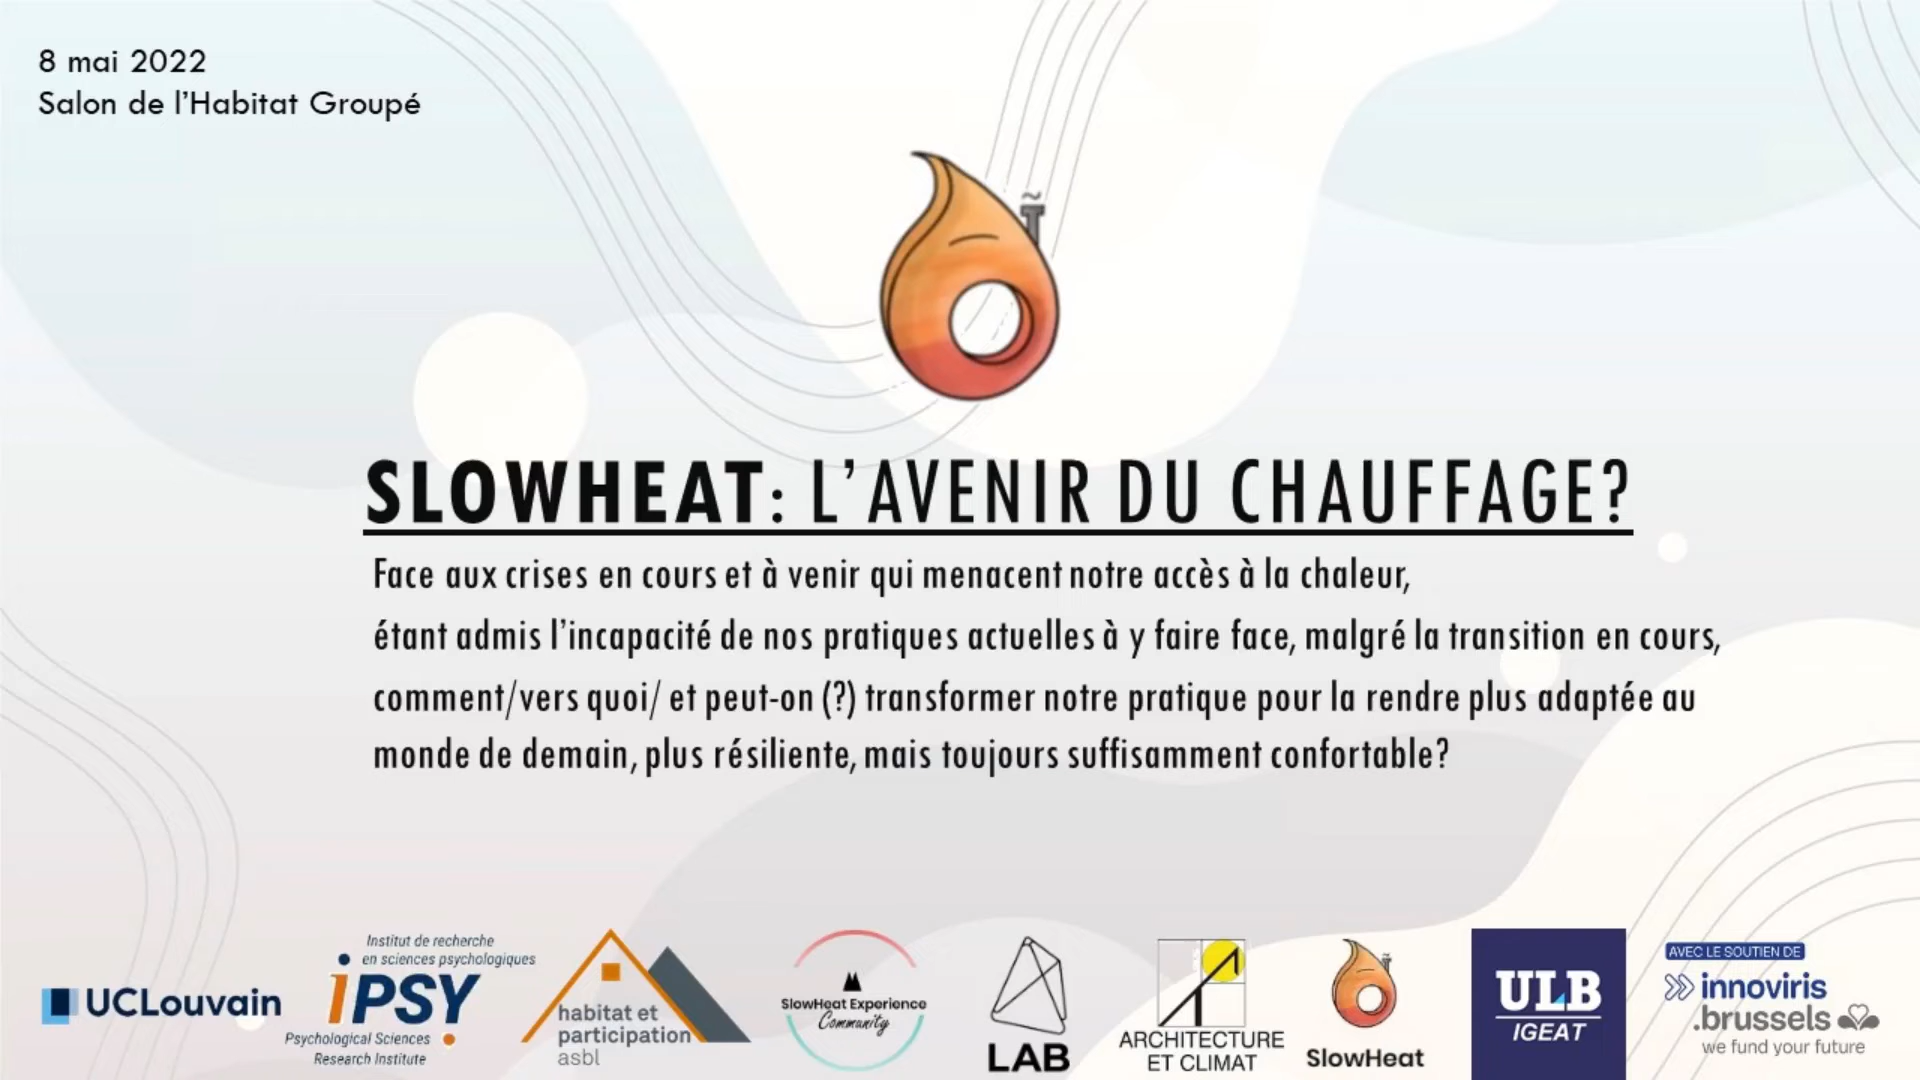 8 mai 2022
Salon de l'Habitat Groupé
SLOWHEAT: L'AVENIR DU CHAUFFAGE?
Face aux crises en cours et à venir qui menacent notre accès à la chaleur,
étant admis l'incapacité de nos pratiques actuelles à y faire face, malgré la transition en cours,
comment/vers quoi/ et peut-on (?) transformer notre pratique pour la rendre plus adaptée au
monde de demain, plus résiliente, mais toujours suffisamment confortable?
UCLouvain
Institut de recherche
en sciences psychologiques
iPSY
Psychological Sciences
Research Institute
habitat et
participation
asbl
SlowHeat Experience
Community
LAB
ARCHITECTURE
ET CLIMAT
SlowHeat
ULB
IGEAT
AVEC LE SOUTIEN DE
innoviris
.brussels
we fund your future